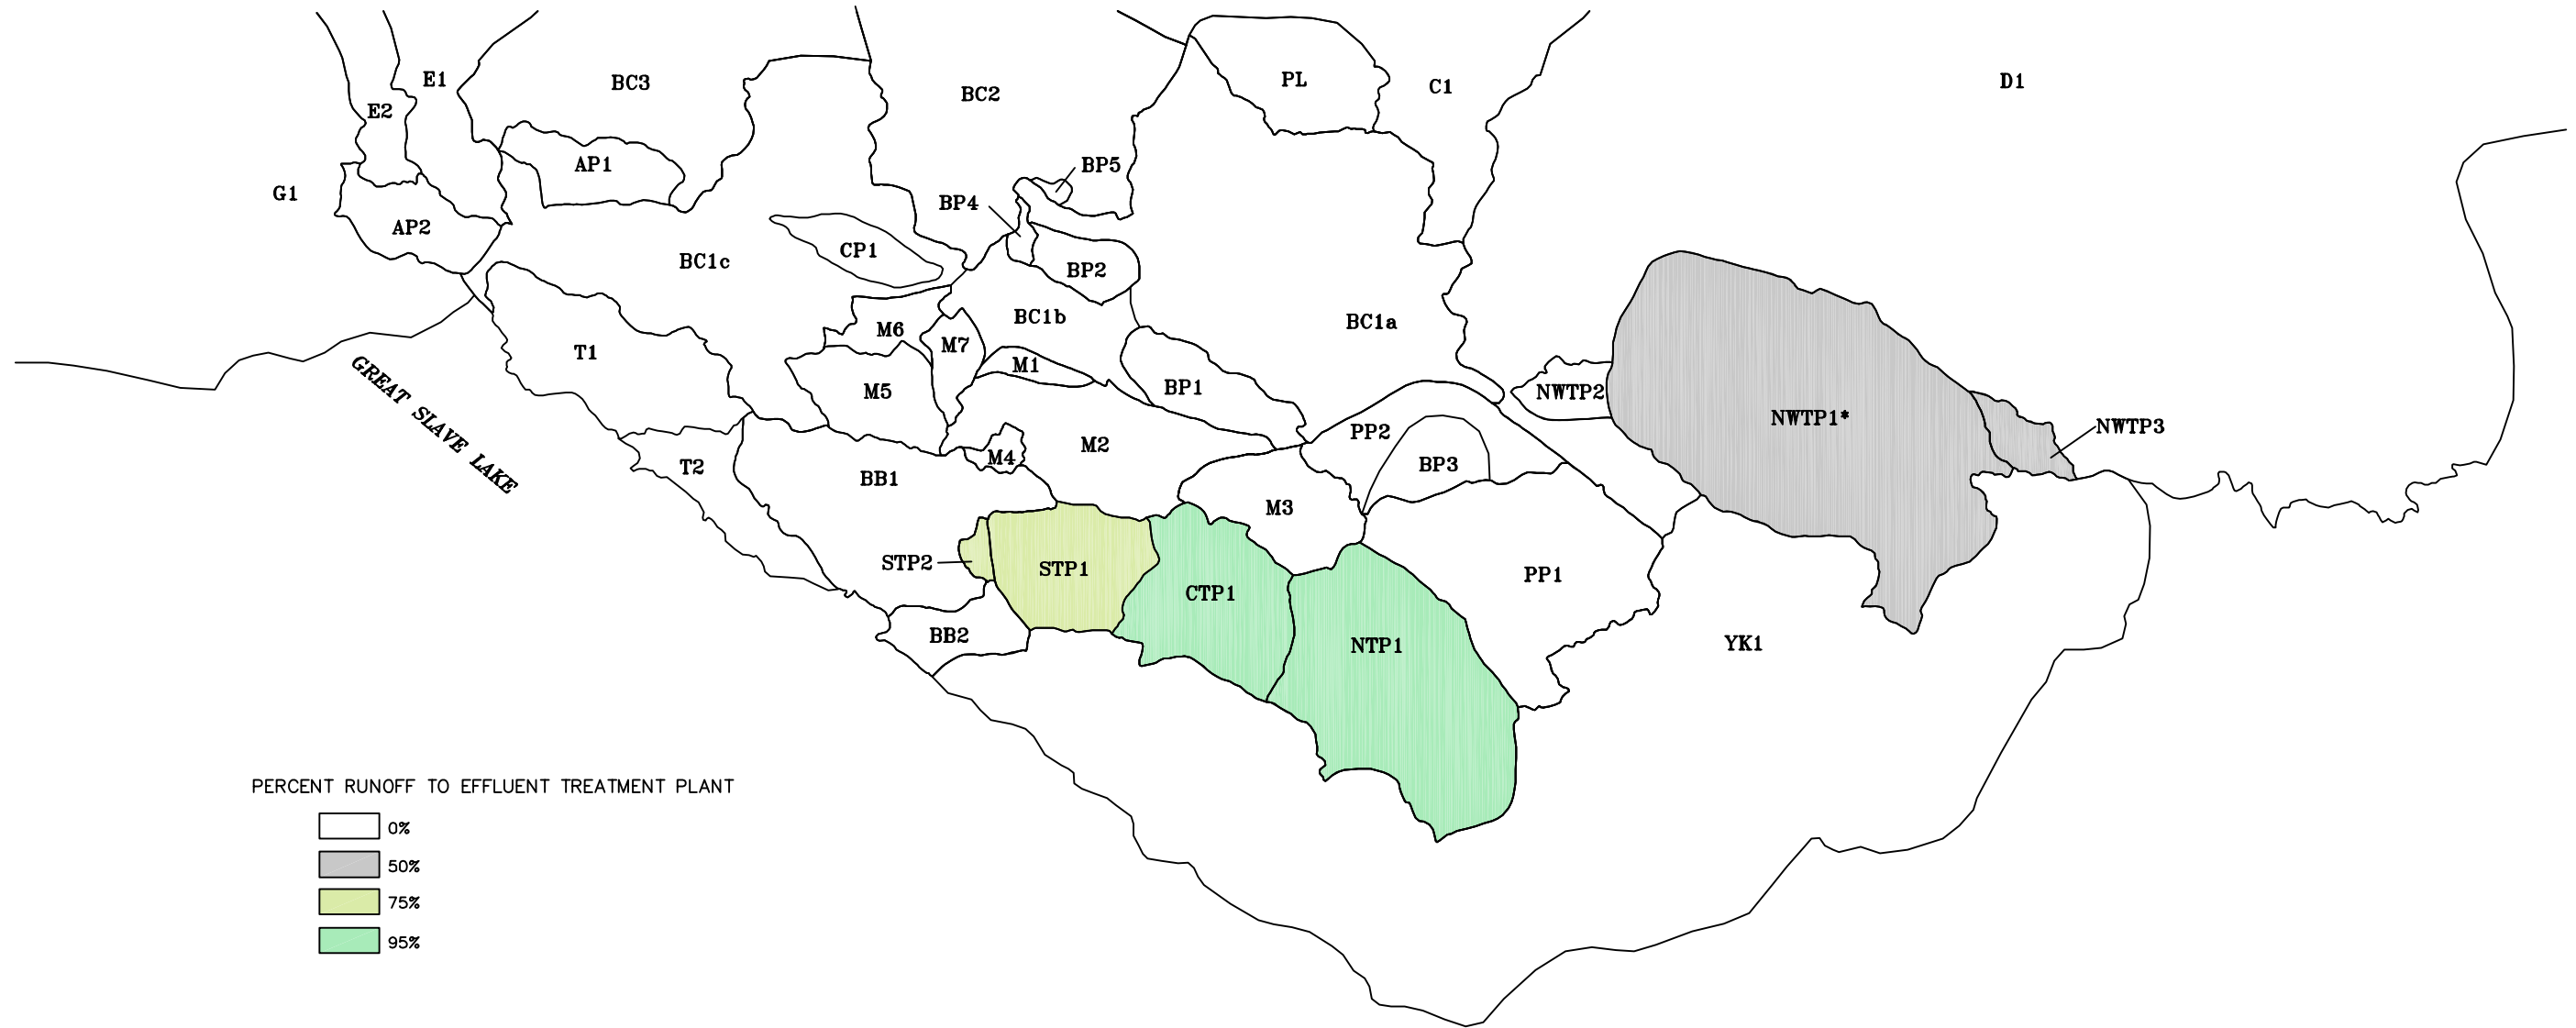 E1
BC3
BC2
PL
C1
D1
E2
AP1
BP5
G1
BP4
AP2
CP1
BC1c
BP2
BC1b
BC1a
M6
M7
T1
M1
M5
BP1
NWTP2
NWTP1*
NWTP3
GREAT SLAVE LAKE
PP2
M2
M4
BP3
T2
BB1
M3
STP2
STP1
PP1
CTP1
BB2
NTP1
YK1
PERCENT RUNOFF TO EFFLUENT TREATMENT PLANT
0%
50%
75%
95%